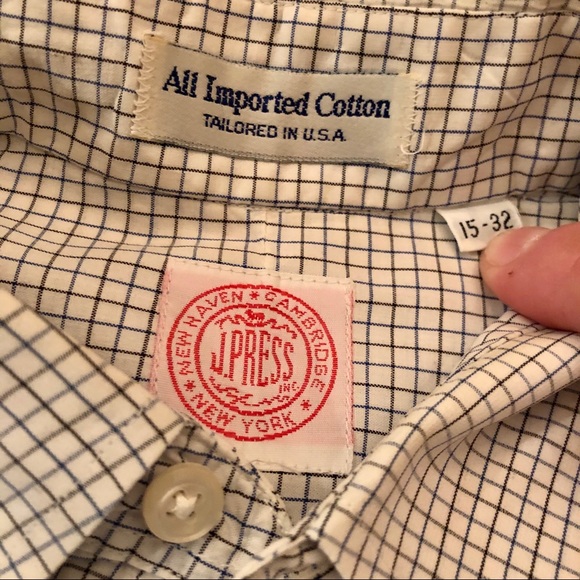 All Imported Cotton
TAILORED IN U.S.A.
15-32
NEW HAVEN * CAMBRIDGE
* NEW YORK *
J. PRESS
INC.